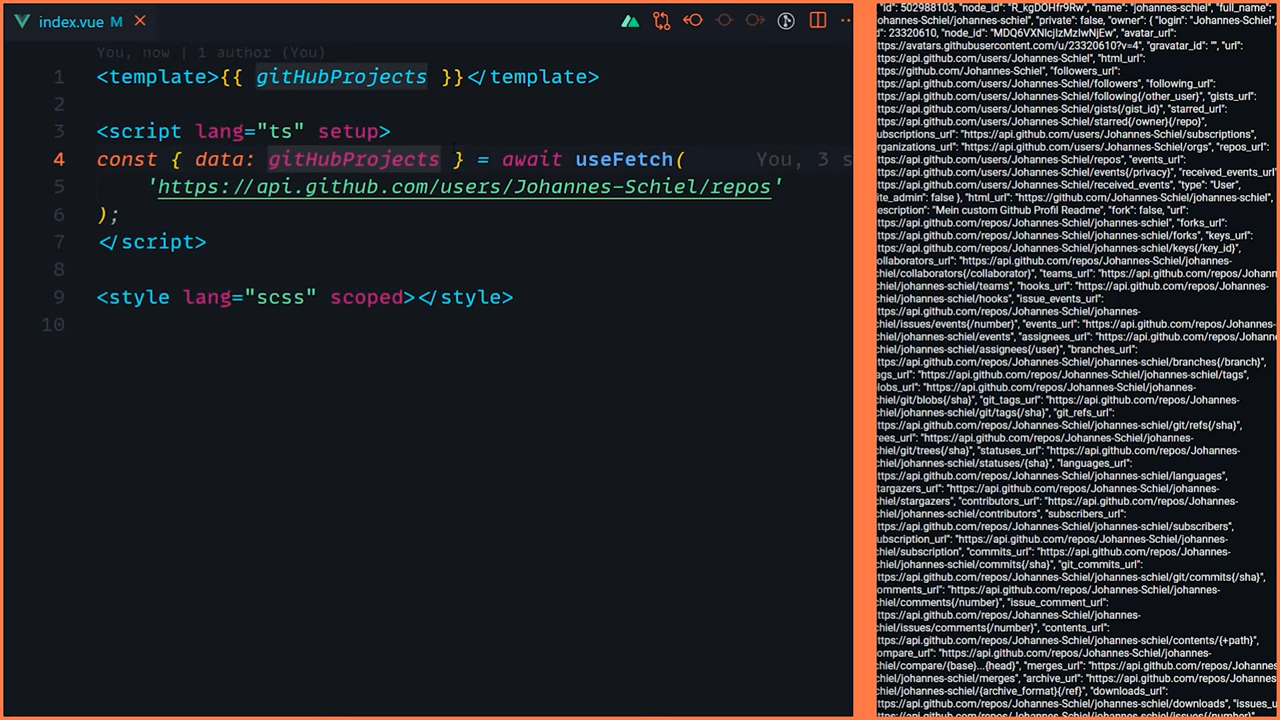 index.vue M
You, now | 1 author (You)
1 <template>{{ gitHubProjects }}</template>
2
3 <script lang="ts" setup>
4 const { data: gitHubProjects } = await useFetch( You, 3 s
5 'https://api.github.com/users/Johannes-Schiel/repos'
6 );
7 </script>
8
9 <style lang="scss" scoped></style>
10
"id": 502988103, "node_id": "R_kgDOHfr9Rw", "name": "johannes-schiel", "full_name":
ohannes-Schiel/johannes-schiel", "private": false, "owner": { "login": "Johannes-Schiel",
d": 23320610, "node_id": "MDQ6VXNlcjIzMzIwNjEw", "avatar_url":
ttps://avatars.githubusercontent.com/u/23320610?v=4", "gravatar_id": "", "url":
ttps://api.github.com/users/Johannes-Schiel", "html_url":
ttps://github.com/Johannes-Schiel", "followers_url":
ttps://api.github.com/users/Johannes-Schiel/followers", "following_url":
ttps://api.github.com/users/Johannes-Schiel/following{/other_user}", "gists_url":
ttps://api.github.com/users/Johannes-Schiel/gists{/gist_id}", "starred_url":
ttps://api.github.com/users/Johannes-Schiel/starred{/owner}{/repo}",
ubscriptions_url": "https://api.github.com/users/Johannes-Schiel/subscriptions",
rganizations_url": "https://api.github.com/users/Johannes-Schiel/orgs", "repos_url":
ttps://api.github.com/users/Johannes-Schiel/repos", "events_url":
ttps://api.github.com/users/Johannes-Schiel/events{/privacy}", "received_events_url":
ttps://api.github.com/users/Johannes-Schiel/received_events", "type": "User",
ite_admin": false }, "html_url": "https://github.com/Johannes-Schiel/johannes-schiel",
escription": "Mein custom Github Profil Readme", "fork": false, "url":
ttps://api.github.com/repos/Johannes-Schiel/johannes-schiel", "forks_url":
ttps://api.github.com/repos/Johannes-Schiel/johannes-schiel/forks", "keys_url":
ttps://api.github.com/repos/Johannes-Schiel/johannes-schiel/keys{/key_id}",
ollaborators_url": "https://api.github.com/repos/Johannes-
chiel/johannes-schiel/collaborators{/collaborator}", "teams_url": "https://api.github.com/repos/Johann
chiel/johannes-schiel/teams", "hooks_url": "https://api.github.com/repos/Johannes-
chiel/johannes-schiel/hooks", "issue_events_url":
ttps://api.github.com/repos/Johannes-Schiel/johannes-
chiel/issues/events{/number}", "events_url": "https://api.github.com/repos/Johannes-
chiel/johannes-schiel/events", "assignees_url": "https://api.github.com/repos/Johann
chiel/johannes-schiel/assignees{/user}", "branches_url":
ttps://api.github.com/repos/Johannes-Schiel/johannes-schiel/branches{/branch}",
ags_url": "https://api.github.com/repos/Johannes-Schiel/johannes-schiel/tags",
lobs_url": "https://api.github.com/repos/Johannes-Schiel/johannes-
chiel/git/blobs{/sha}", "git_tags_url": "https://api.github.com/repos/Johannes-
chiel/johannes-schiel/git/tags{/sha}", "git_refs_url":
ttps://api.github.com/repos/Johannes-Schiel/johannes-schiel/git/refs{/sha}",
rees_url": "https://api.github.com/repos/Johannes-Schiel/johannes-
chiel/git/trees{/sha}", "statuses_url": "https://api.github.com/repos/Johannes-
chiel/johannes-schiel/statuses/{sha}", "languages_url":
ttps://api.github.com/repos/Johannes-Schiel/johannes-schiel/languages",
targazers_url": "https://api.github.com/repos/Johannes-Schiel/johannes-
chiel/stargazers", "contributors_url": "https://api.github.com/repos/Johannes-
chiel/johannes-schiel/contributors", "subscribers_url":
ttps://api.github.com/repos/Johannes-Schiel/johannes-schiel/subscribers",
ubscription_url": "https://api.github.com/repos/Johannes-Schiel/johannes-
chiel/subscription", "commits_url": "https://api.github.com/repos/Johannes-
chiel/johannes-schiel/commits{/sha}", "git_commits_url":
ttps://api.github.com/repos/Johannes-Schiel/johannes-schiel/git/commits{/sha}",
omments_url": "https://api.github.com/repos/Johannes-Schiel/johannes-
chiel/comments{/number}", "issue_comment_url":
ttps://api.github.com/repos/Johannes-Schiel/johannes-
chiel/issues/comments{/number}", "contents_url":
ttps://api.github.com/repos/Johannes-Schiel/johannes-schiel/contents/{+path}",
ompare_url": "https://api.github.com/repos/Johannes-Schiel/johannes-
chiel/compare/{base}...{head}", "merges_url": "https://api.github.com/repos/Johannes-
chiel/johannes-schiel/merges", "archive_url": "https://api.github.com/repos/Johannes-
chiel/johannes-schiel/{archive_format}{/ref}", "downloads_url":
ttps://api.github.com/repos/Johannes-Schiel/johannes-schiel/downloads", "issues_u